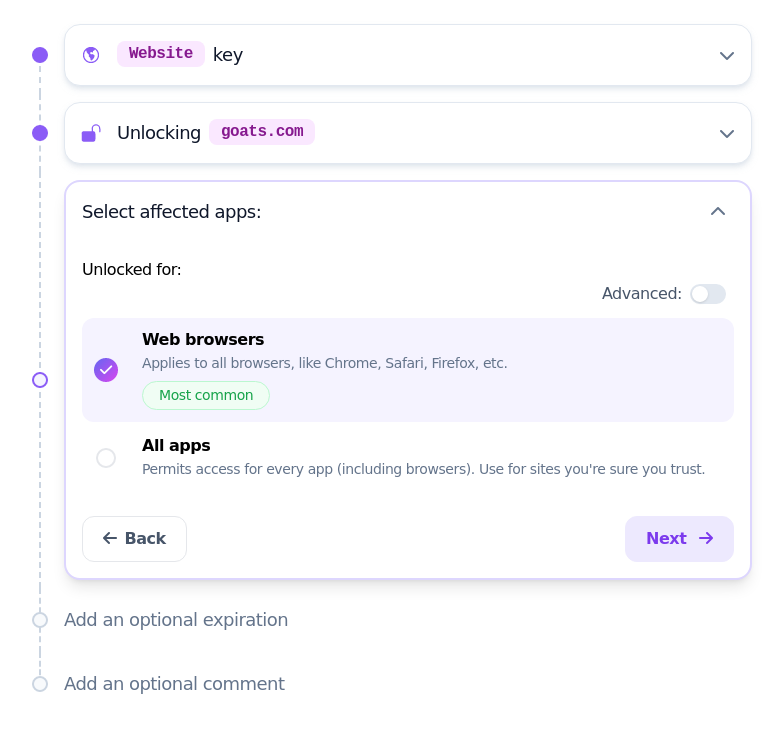 Website key
Unlocking goats.com
Select affected apps:
Unlocked for:
Advanced:
Web browsers
Applies to all browsers, like Chrome, Safari, Firefox, etc.
Most common
All apps
Permits access for every app (including browsers). Use for sites you're sure you trust.
Back
Next
Add an optional expiration
Add an optional comment